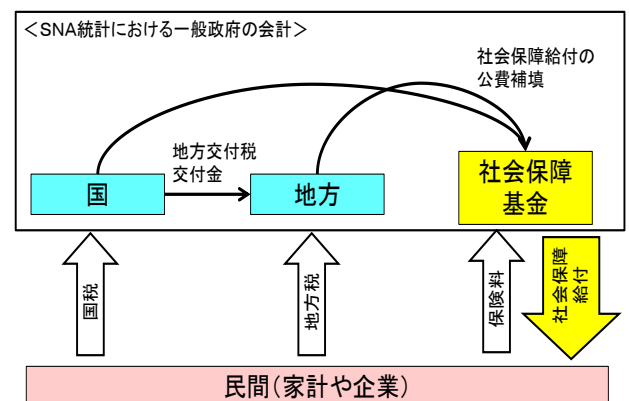 ＜SNA統計における一般政府の会計＞
社会保障給付の
公費補填
地方交付税
交付金
国
地方
社会保障
基金
国税
地方税
保険料
社会保障
給付
民間(家計や企業)